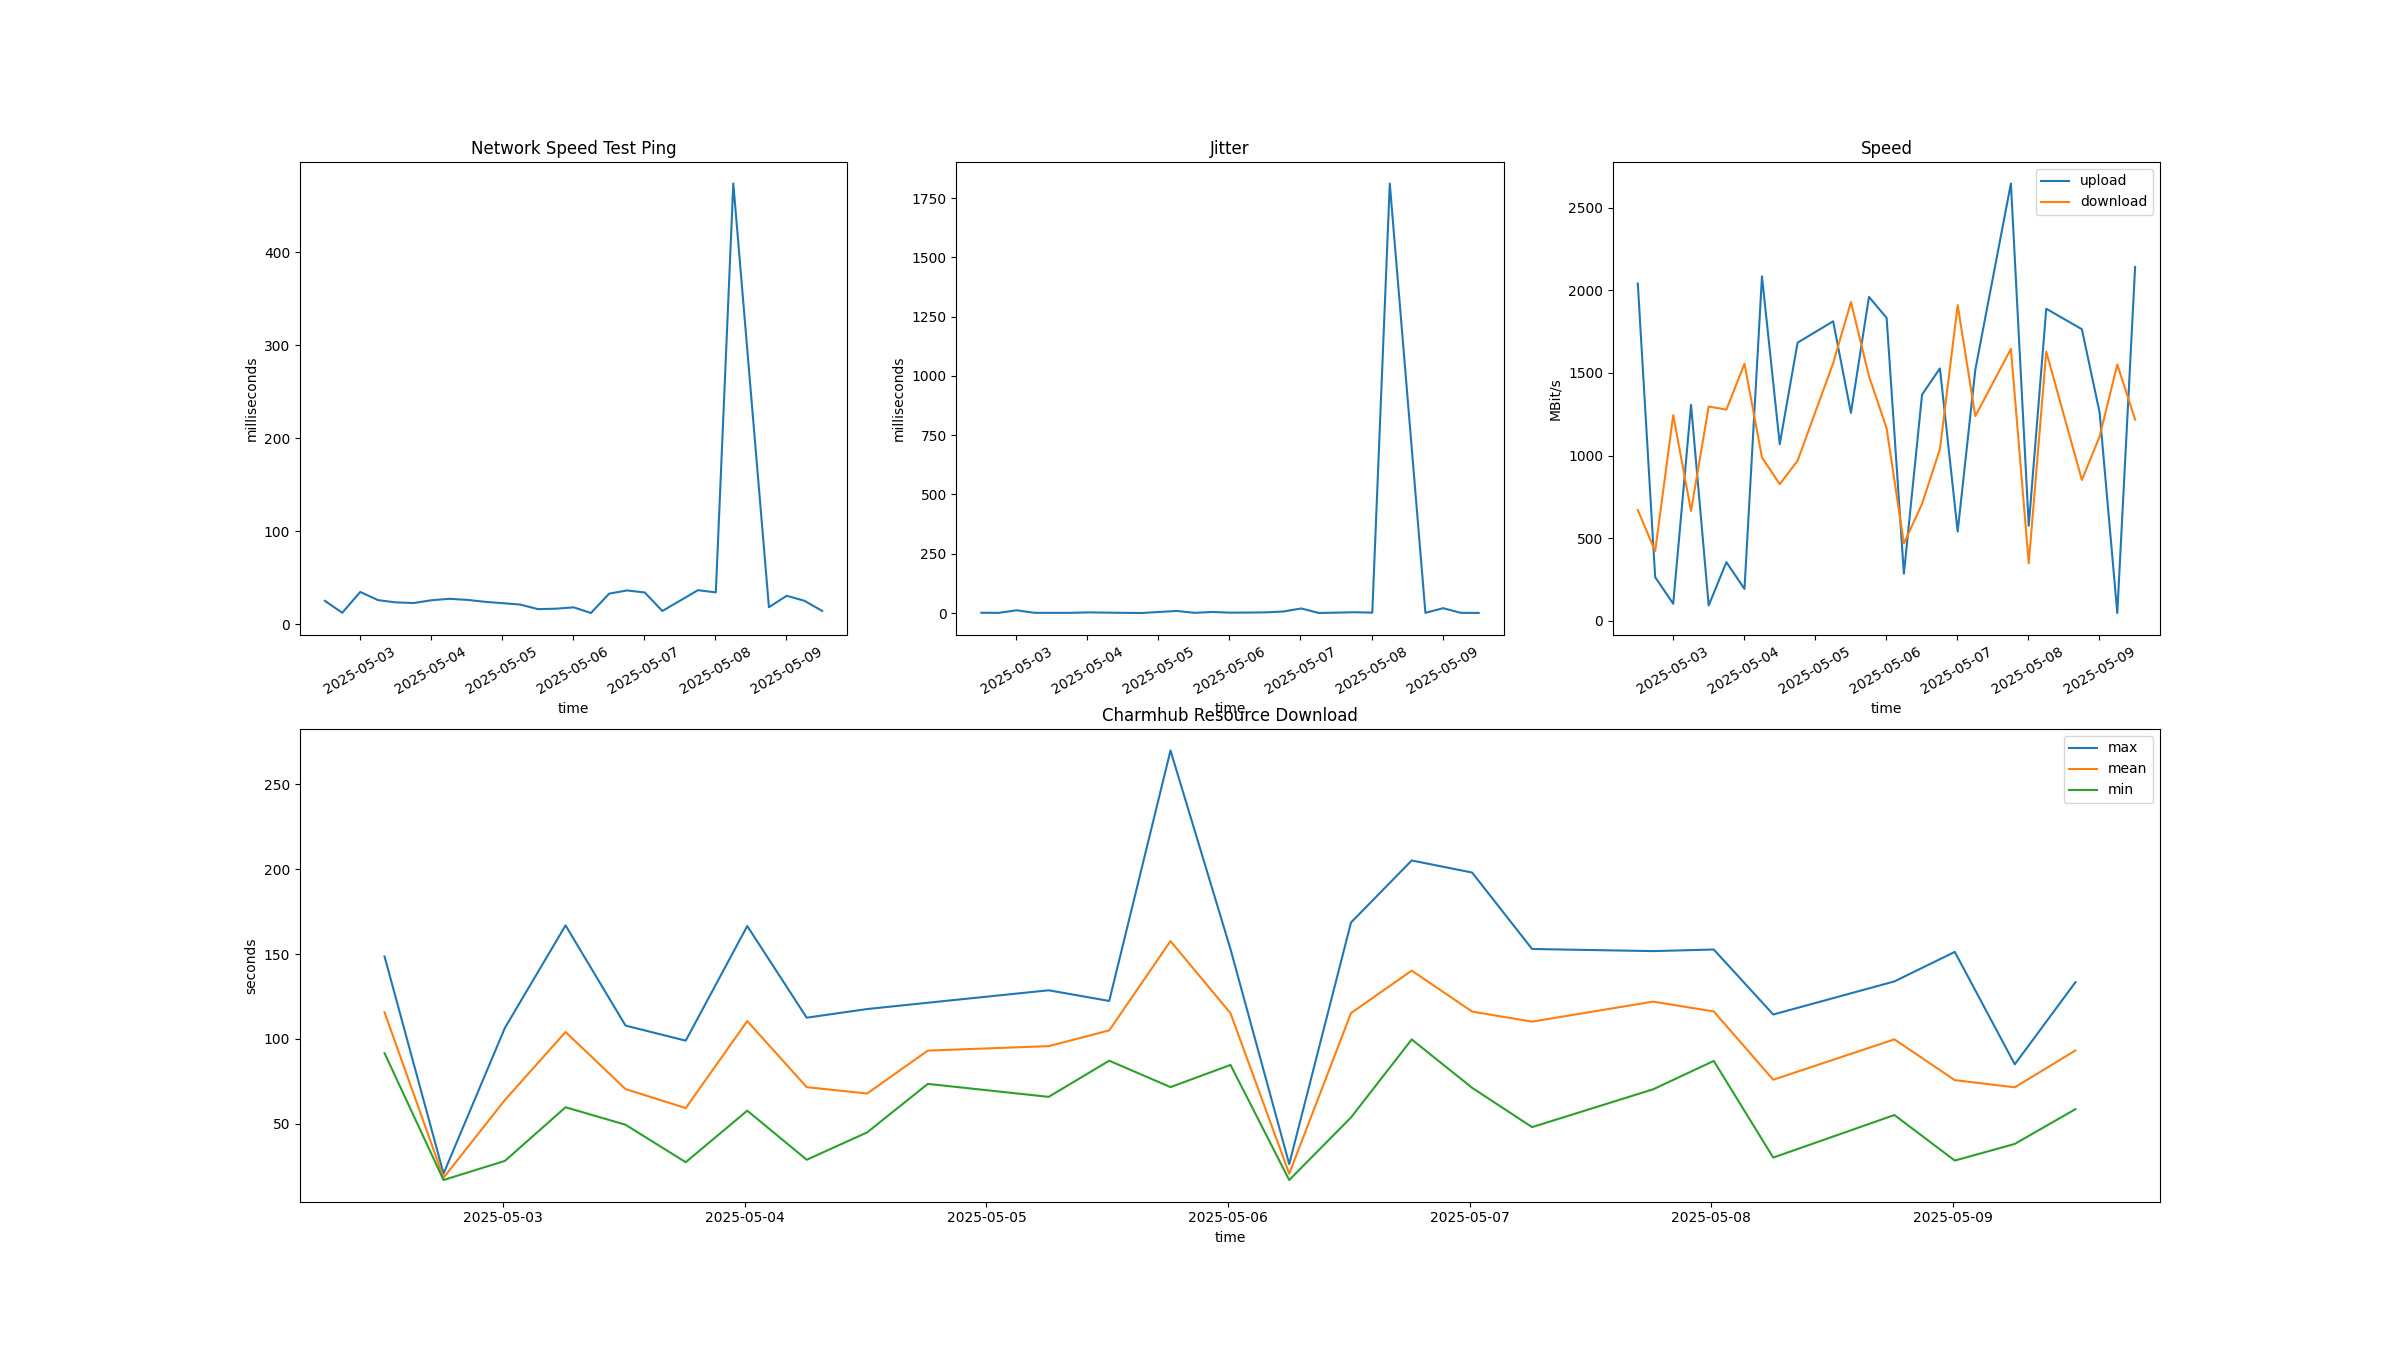 Network Speed Test Ping
milliseconds
400
300
200
100
0
2025-05-03 2025-05-04 2025-05-05 2025-05-06 2025-05-07 2025-05-08 2025-05-09
time
Jitter
milliseconds
1750
1500
1250
1000
750
500
250
0
2025-05-03 2025-05-04 2025-05-05 2025-05-06 2025-05-07 2025-05-08 2025-05-09
time
Speed
MBit/s
upload
download
2500
2000
1500
1000
500
0
2025-05-03 2025-05-04 2025-05-05 2025-05-06 2025-05-07 2025-05-08 2025-05-09
time
Charmhub Resource Download
seconds
max
mean
min
250
200
150
100
50
2025-05-03 2025-05-04 2025-05-05 2025-05-06 2025-05-07 2025-05-08 2025-05-09
time